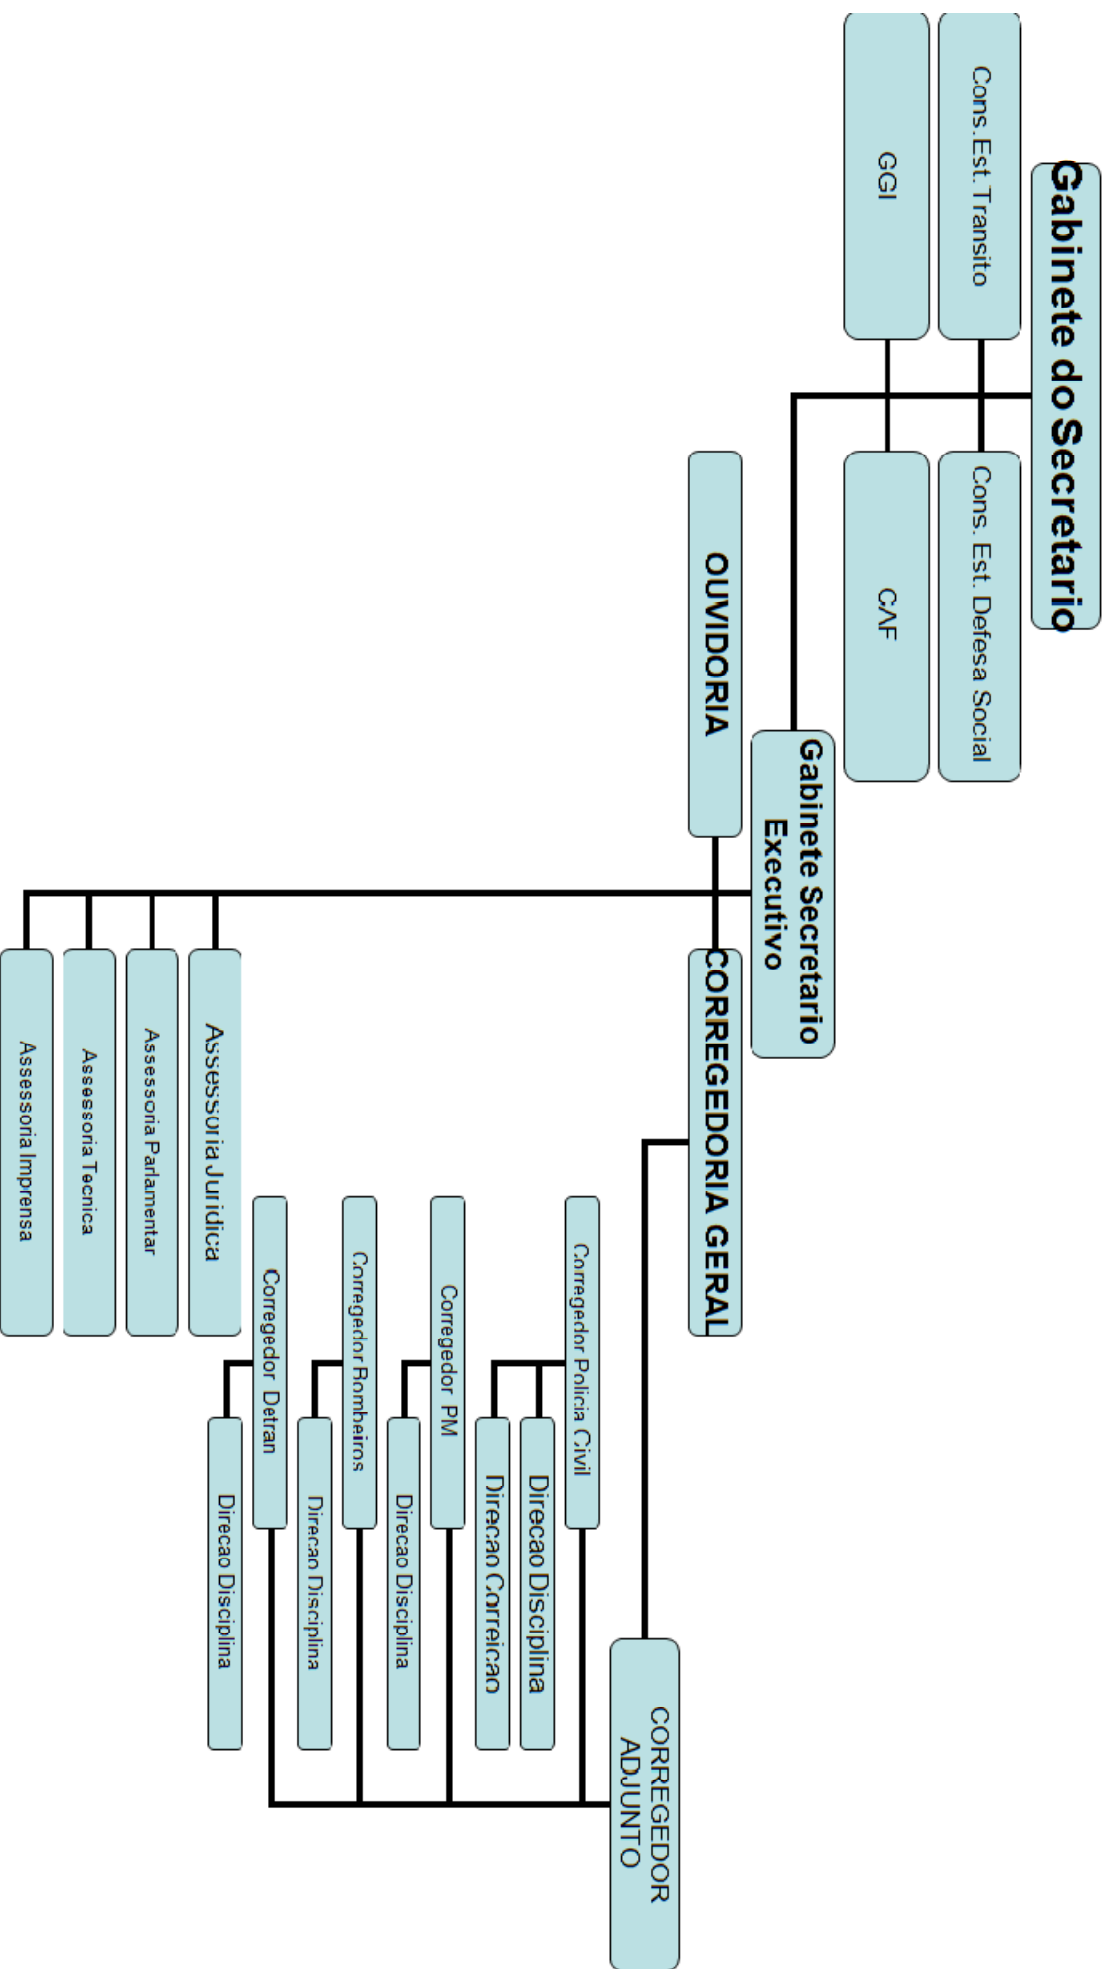 Gabinete do Secretario
Cons. Est. Transito
Cons. Est. Defesa Social
GGI
CAF
Gabinete Secretario
Executivo
OUVIDORIA
CORREGEDORIA GERAL
CORREGEDOR
ADJUNTO
Corregedor Policia Civil
Direcao Disciplina
Direcao Correicao
Corregedor PM
Direcao Disciplina
Corregedor Bombeiros
Direcao Disciplina
Corregedor Detran
Direcao Disciplina
Assessoria Juridica
Assessoria Parlamentar
Assessoria Tecnica
Assessoria Imprensa